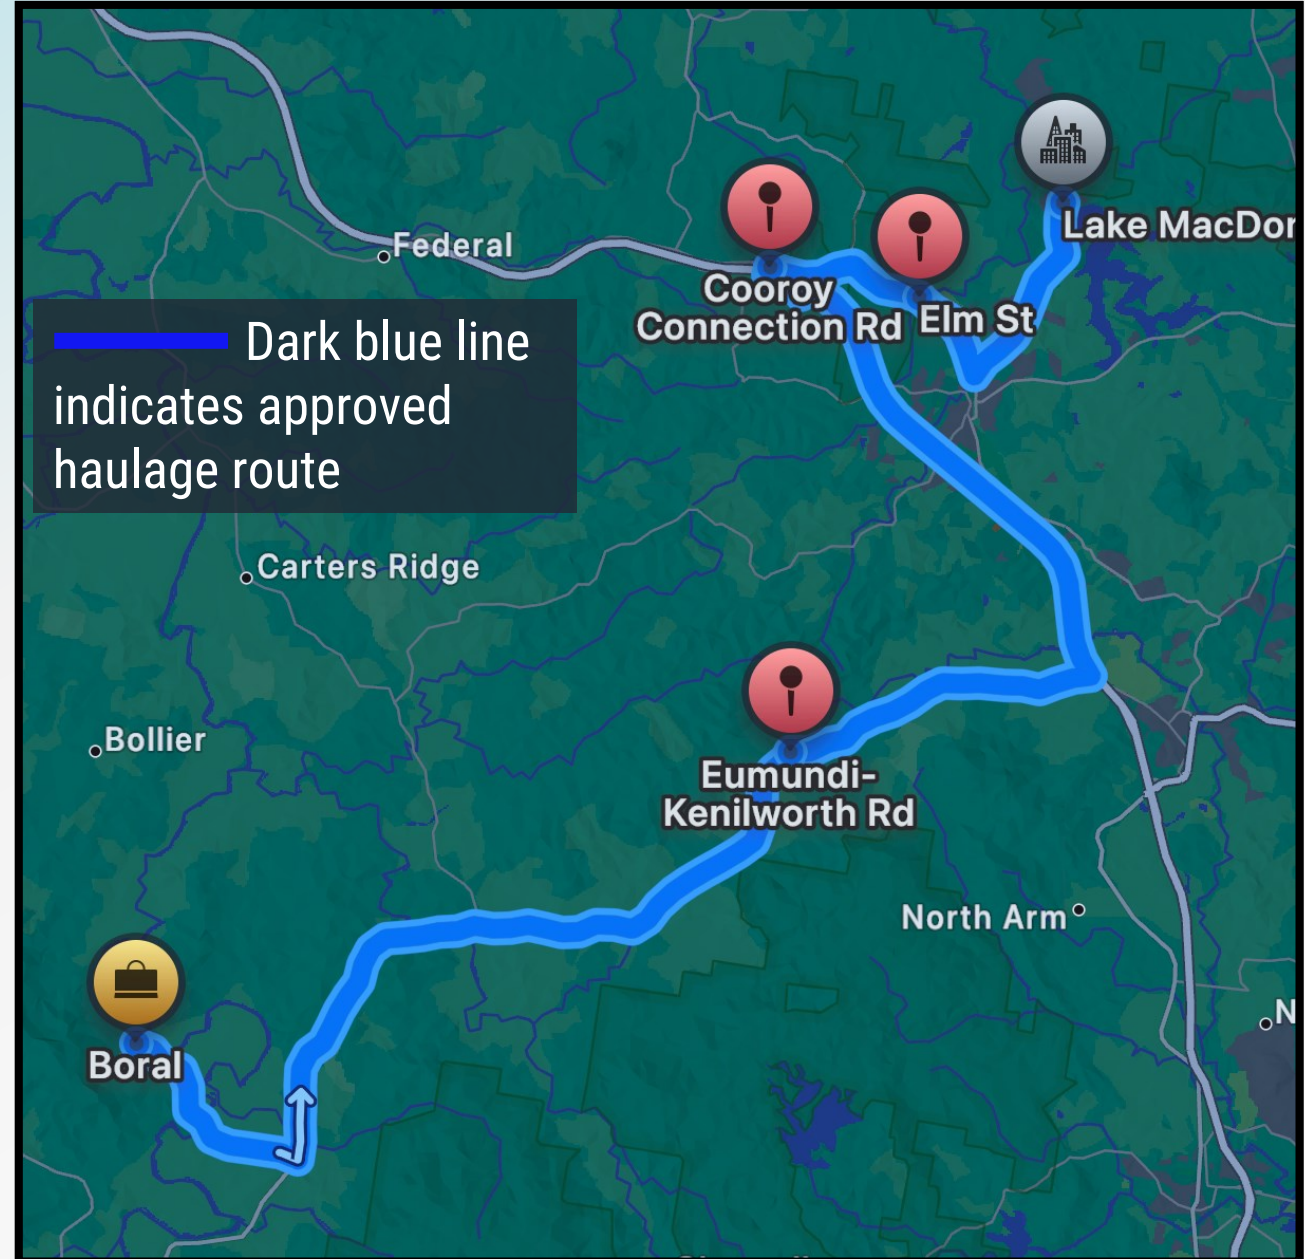 Lake MacDor
Federal
Cooroy
Connection Rd
Elm St
Dark blue line
indicates approved
haulage route
Carters Ridge
Bollier
Eumundi-
Kenilworth Rd
North Arm
N
Boral